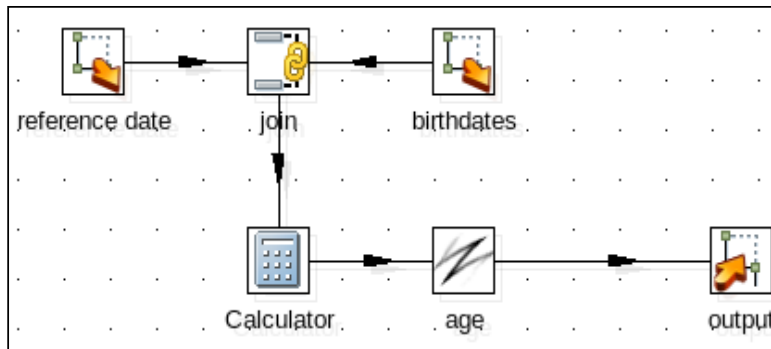 reference date
join
birthdates
Calculator
age
output